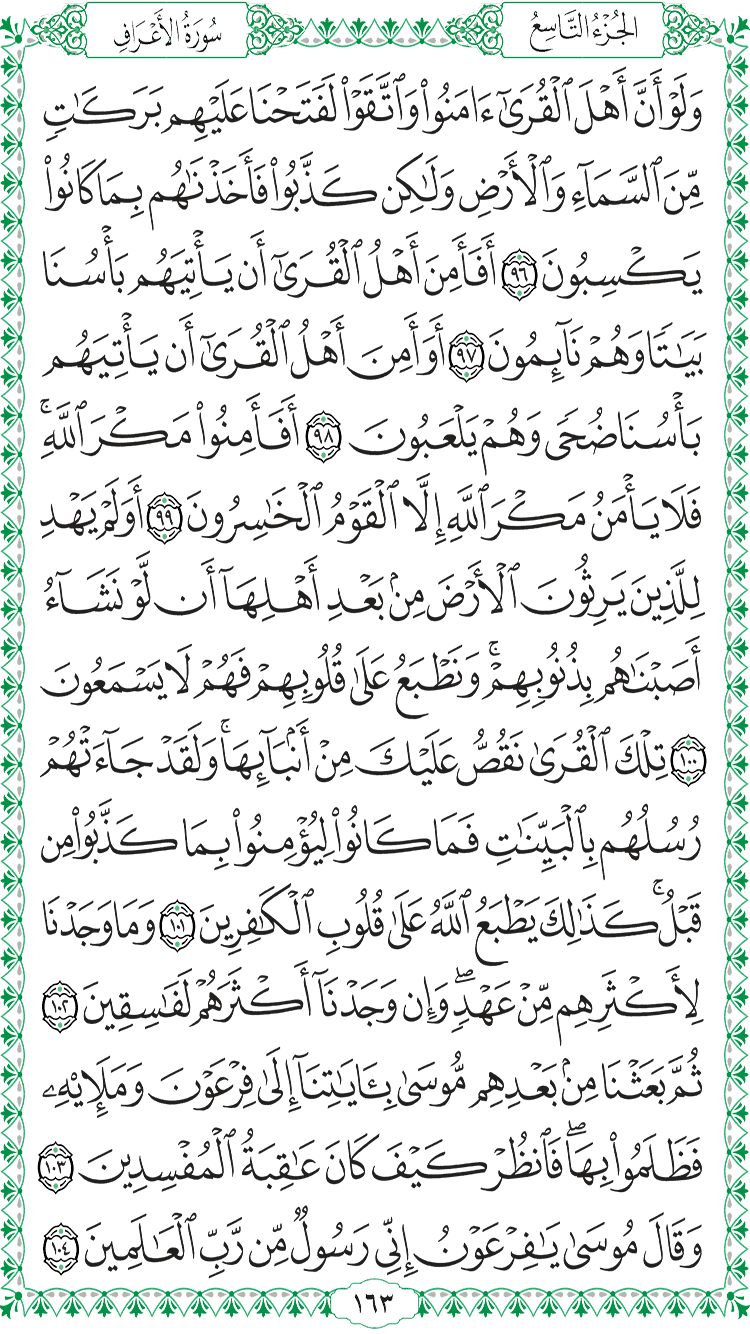 الجُزْءُ التَّاسِعُ
سُورَةُ الأَعْرَافِ
وَلَوْ أَنَّ أَهْلَ ٱلْقُرَىٰٓ ءَامَنُوا۟ وَٱتَّقَوْا۟ لَفَتَحْنَا عَلَيْهِم بَرَكَـٰتٍ
مِّنَ ٱلسَّمَآءِ وَٱلْأَرْضِ وَلَـٰكِن كَذَّبُوا۟ فَأَخَذْنَـٰهُم بِمَا كَانُوا۟
يَكْسِبُونَ ٩٦ أَفَأَمِنَ أَهْلُ ٱلْقُرَىٰٓ أَن يَأْتِيَهُم بَأْسُنَا
بَيَـٰتًا وَهُمْ نَآئِمُونَ ٩٧ أَوَأَمِنَ أَهْلُ ٱلْقُرَىٰٓ أَن يَأْتِيَهُم
بَأْسُنَا ضُحًى وَهُمْ يَلْعَبُونَ ٩٨ أَفَأَمِنُوا۟ مَكْرَ ٱللَّهِ ۚ
فَلَا يَأْمَنُ مَكْرَ ٱللَّهِ إِلَّا ٱلْقَوْمُ ٱلْخَـٰسِرُونَ ٩٩ أَوَلَمْ يَهْدِ
لِلَّذِينَ يَرِثُونَ ٱلْأَرْضَ مِنۢ بَعْدِ أَهْلِهَآ أَن لَّوْ نَشَآءُ
أَصَبْنَـٰهُم بِذُنُوبِهِمْ ۚ وَنَطْبَعُ عَلَىٰ قُلُوبِهِمْ فَهُمْ لَا يَسْمَعُونَ
١٠٠ تِلْكَ ٱلْقُرَىٰ نَقُصُّ عَلَيْكَ مِنْ أَنۢبَآئِهَا ۚ وَلَقَدْ جَآءَتْهُمْ
رُسُلُهُم بِٱلْبَيِّنَـٰتِ فَمَا كَانُوا۟ لِيُؤْمِنُوا۟ بِمَا كَذَّبُوا۟ مِن
قَبْلُ ۚ كَذَٰلِكَ يَطْبَعُ ٱللَّهُ عَلَىٰ قُلُوبِ ٱلْكَـٰفِرِينَ ١٠١ وَمَا وَجَدْنَا
لِأَكْثَرِهِم مِّنْ عَهْدٍ ۖ وَإِن وَجَدْنَآ أَكْثَرَهُمْ لَفَـٰسِقِينَ ١٠٢
ثُمَّ بَعَثْنَا مِنۢ بَعْدِهِم مُّوسَىٰ بِـَٔايَـٰتِنَآ إِلَىٰ فِرْعَوْنَ وَمَلَإِي۟هِۦ
فَظَلَمُوا۟ بِهَا ۖ فَٱنظُرْ كَيْفَ كَانَ عَـٰقِبَةُ ٱلْمُفْسِدِينَ ١٠٣
وَقَالَ مُوسَىٰ يَـٰفِرْعَوْنُ إِنِّى رَسُولٌ مِّن رَّبِّ ٱلْعَـٰلَمِينَ ١٠٤
١٦٣